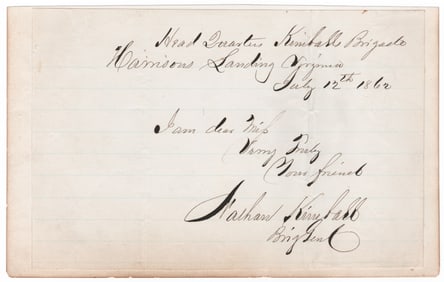 Head Quarters Kimball Brigade
Harrisons Landing Virginia
July 12th 1862
I am dear Miss
Very Truly
Your friend
Nathan Kimball
Brig Genl